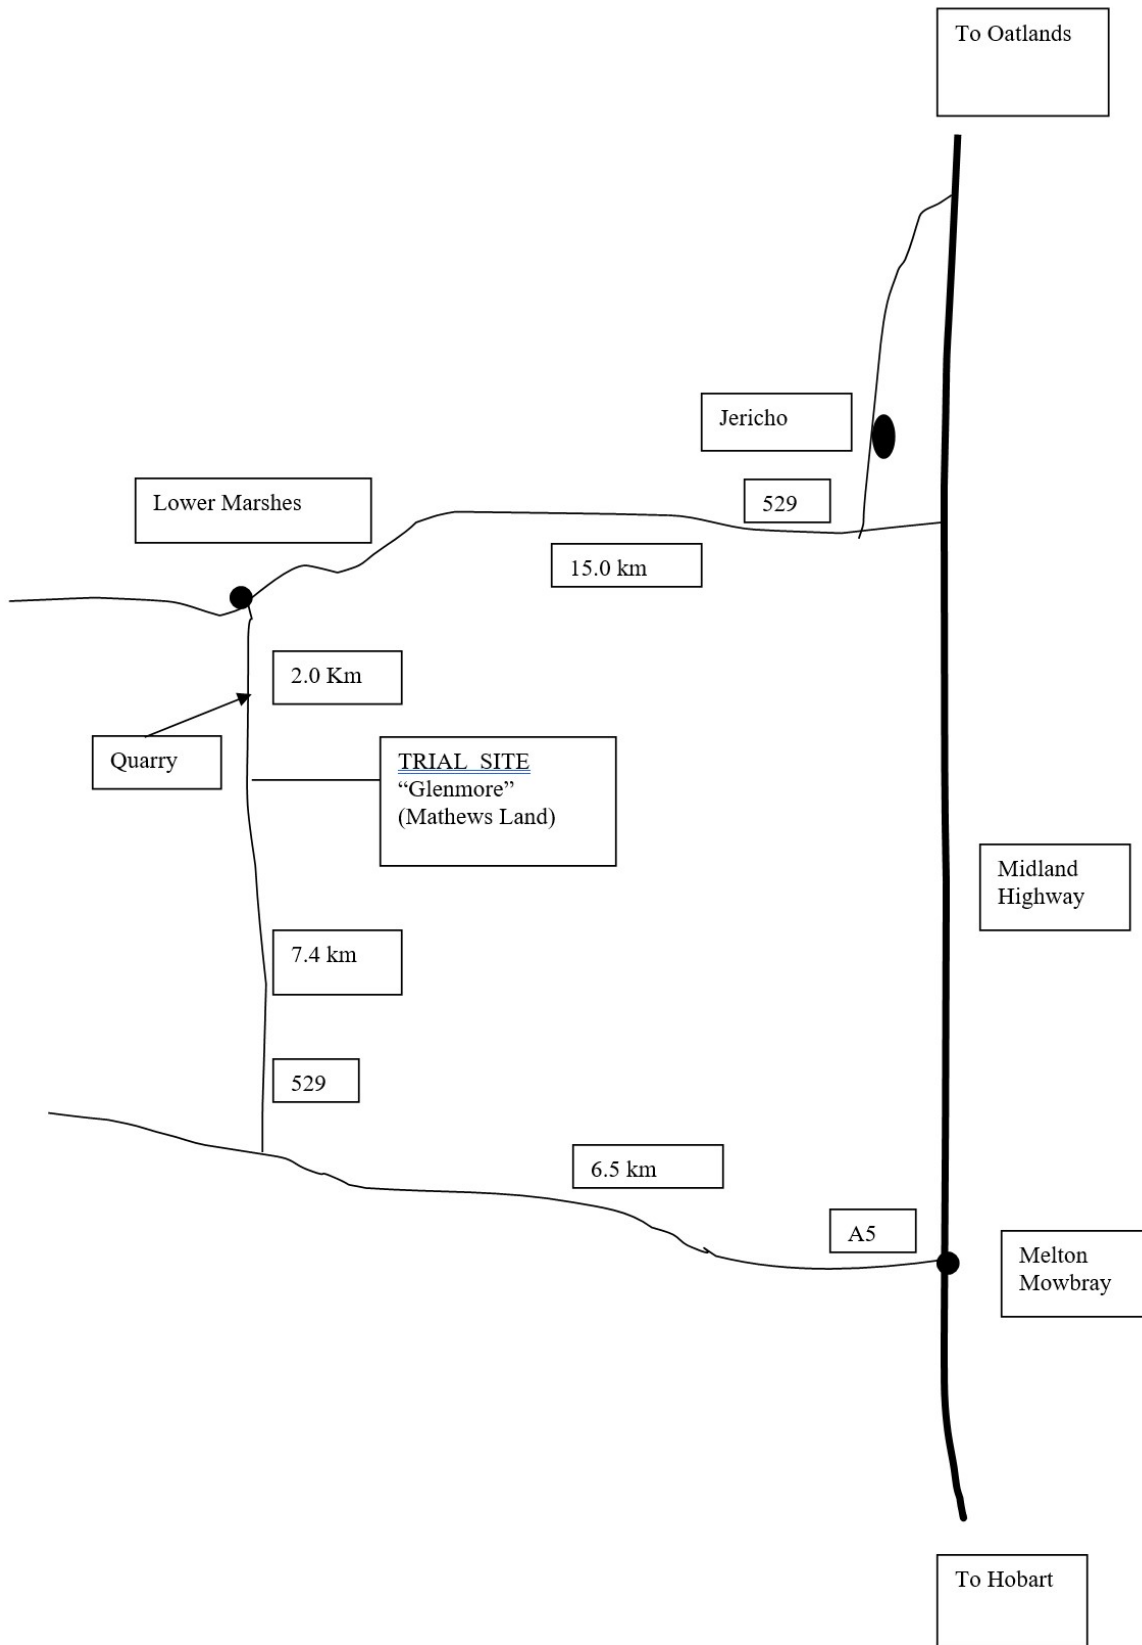 To Oatlands
Jericho
Lower Marshes
529
15.0 km
2.0 Km
Quarry
TRIAL SITE
“Glenmore”
(Mathews Land)
Midland
Highway
7.4 km
529
6.5 km
A5
Melton
Mowbray
To Hobart